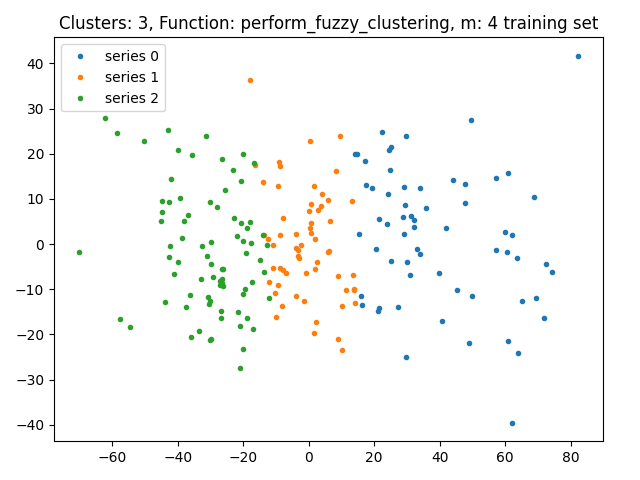 Clusters: 3, Function: perform_fuzzy_clustering, m: 4 training set
series 0
series 1
series 2
40
30
20
10
0
−10
−20
−30
−40
−60 −40 −20 0 20 40 60 80